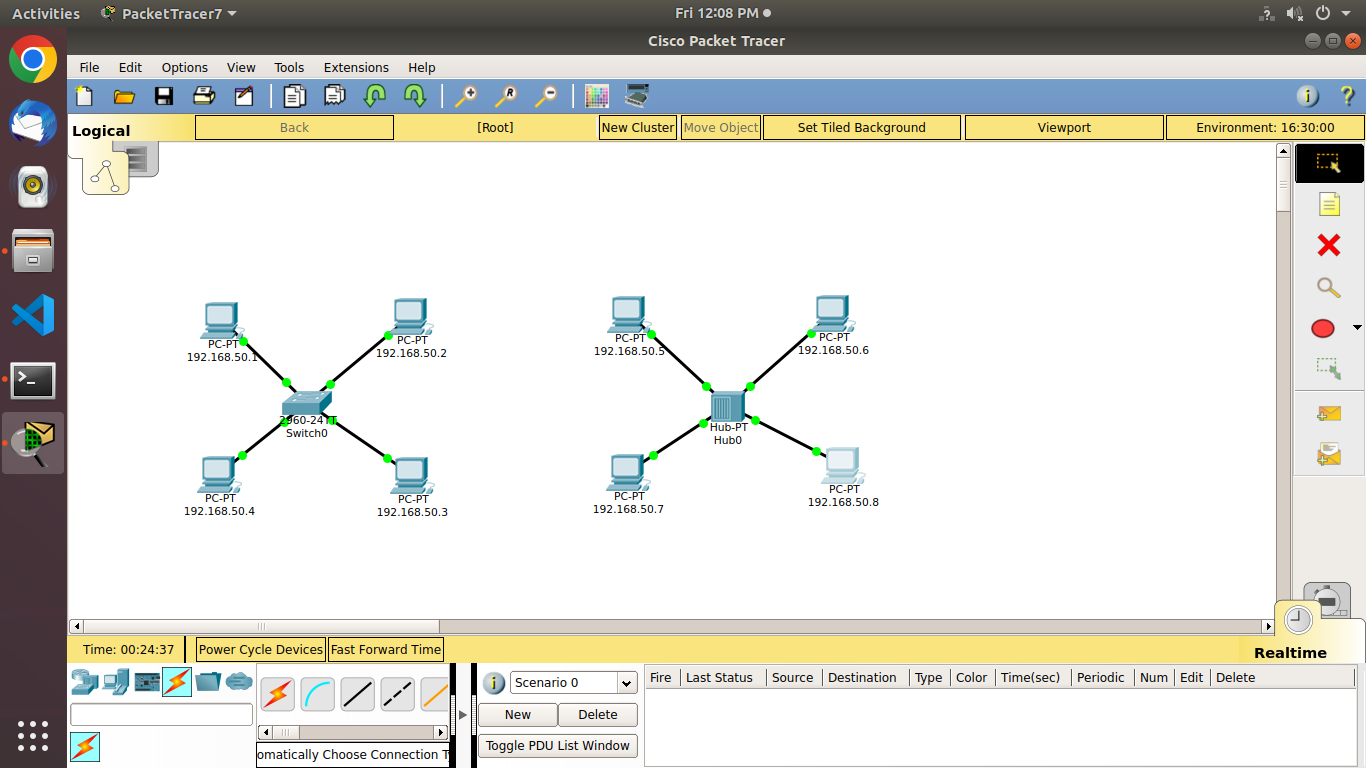 Activities
PacketTracer7
Fri 12:08 PM
Cisco Packet Tracer
File Edit Options View Tools Extensions Help
Logical
Back
[Root]
New Cluster
Move Object
Set Tiled Background
Viewport
Environment: 16:30:00
PC-PT
192.168.50.1
PC-PT
192.168.50.2
2960-24TT
Switch0
PC-PT
192.168.50.4
PC-PT
192.168.50.3
PC-PT
192.168.50.5
PC-PT
192.168.50.6
Hub-PT
Hub0
PC-PT
192.168.50.7
PC-PT
192.168.50.8
Time: 00:24:37
Power Cycle Devices
Fast Forward Time
Realtime
Scenario 0
New
Delete
Toggle PDU List Window
Fire Last Status Source Destination Type Color Time(sec) Periodic Num Edit Delete
omatically Choose Connection T